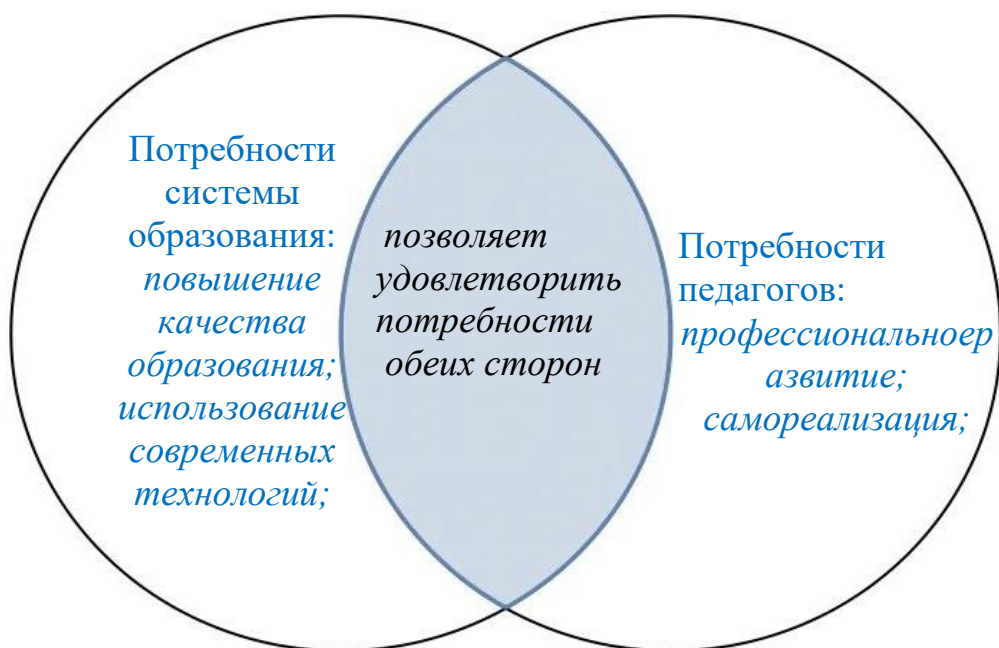 Потребности
системы
образования:
повышение
качества
образования;
использование
современных
технологий;
позволяет
удовлетворить
потребности
обеих сторон
Потребности
педагогов:
профессиональноер
азвитие;
самореализация;